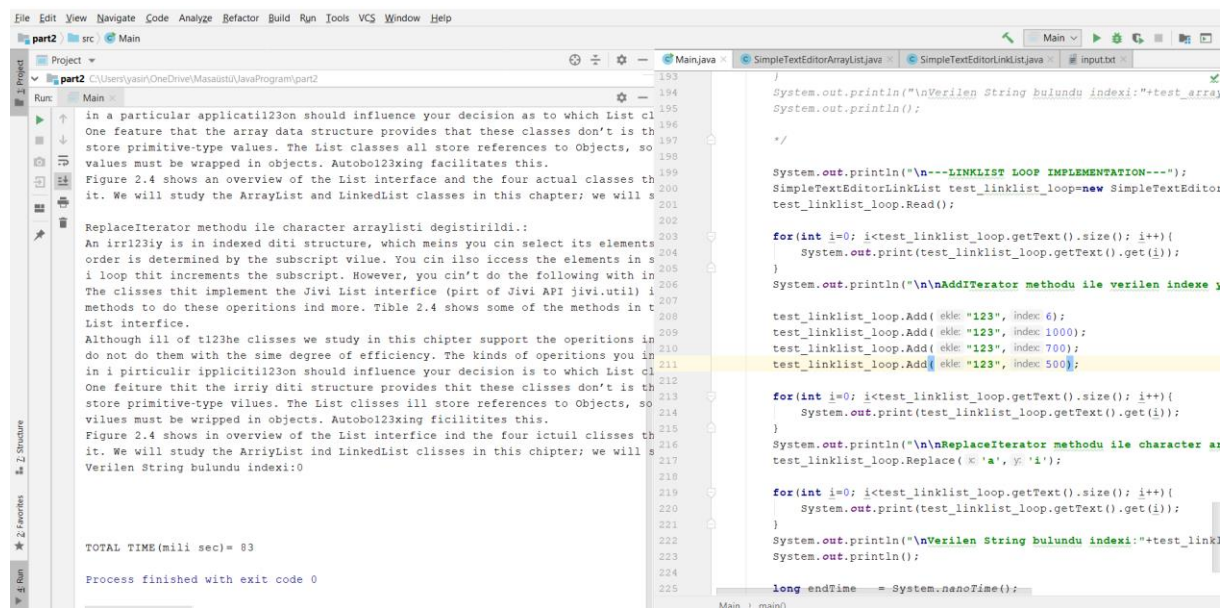 File Edit View Navigate Code Analyze Refactor Build Run Tools VCS Window Help
part2 src Main
Main
Project
part2 C:\Users\yasir\OneDrive\Masaüstü\JavaProgram\part2
Run: Main
in a particular applicati123on should influence your decision as to which List cl
One feature that the array data structure provides that these classes don't is th
store primitive-type values. The List classes all store references to Objects, so
values must be wrapped in objects. Autobo123xing facilitates this.
Figure 2.4 shows an overview of the List interface and the four actual classes th
it. We will study the ArrayList and LinkedList classes in this chapter; we will s
ReplaceIterator methodu ile character arraylisti degistirildi.:
An irrl23iy is in indexed diti structure, which meins you cin select its elements
order is determined by the subscript vilue. You cin ilso iccess the elements in s
i loop thit increments the subscript. However, you cin't do the following with in
The clisses thit implement the Jivi List interfice (pirt of Jivi API jivi.util) i
methods to do these operitions ind more. Tible 2.4 shows some of the methods in t
List interfice.
Although ill of t123he clisses we study in this chipter support the operitions in
do not do them with the sime degree of efficiency. The kinds of operitions you in
in i pirticulir ippliciti123on should influence your decision is to which List cl
One feiture thit the irriy diti structure provides thit these clisses don't is th
store primitive-type vilues. The List clisses ill store references to Objects, so
vilues must be wripped in objects. Autobo123xing ficilitites this.
Figure 2.4 shows in overview of the List interfice ind the four ictuil clisses th
it. We will study the ArriyList ind LinkedList clisses in this chipter; we will s
Verilen String bulundu indexi:0
TOTAL TIME(mili sec)= 83
Process finished with exit code 0
1: Project
7: Structure
2: Favorites
4: Run
Main.java SimpleTextEditorArrayList.java SimpleTextEditorLinkList.java input.txt
193 }
194 System.out.println("\nVerilen String bulundu indexi:"+test_array
195 System.out.println();
196
197 */
198
199 System.out.println("\n---LINKLIST LOOP IMPLEMENTATION---");
200 SimpleTextEditorLinkList test_linklist_loop=new SimpleTextEditor
201 test_linklist_loop.Read();
202
203 for(int i=0; i<test_linklist_loop.getText().size(); i++){
204 System.out.print(test_linklist_loop.getText().get(i));
205 }
206 System.out.println("\n\nAddITerator methodu ile verilen indexe y
207
208 test_linklist_loop.Add( ekle: "123", index: 6);
209 test_linklist_loop.Add( ekle: "123", index: 1000);
210 test_linklist_loop.Add( ekle: "123", index: 700);
211 test_linklist_loop.Add( ekle: "123", index: 500);
212
213 for(int i=0; i<test_linklist_loop.getText().size(); i++){
214 System.out.print(test_linklist_loop.getText().get(i));
215 }
216 System.out.println("\n\nReplaceIterator methodu ile character ar
217 test_linklist_loop.Replace( x: 'a', y: 'i');
218
219 for(int i=0; i<test_linklist_loop.getText().size(); i++){
220 System.out.print(test_linklist_loop.getText().get(i));
221 }
222 System.out.println("\nVerilen String bulundu indexi:"+test_linkl
223 System.out.println();
224
225 long endTime = System.nanoTime();
Main main()